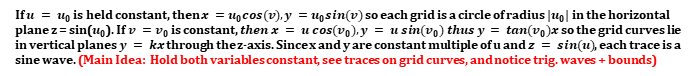 If u = u₀ is held constant, then x = u₀cos(v), y = u₀sin(v) so each grid is a circle of radius |u₀| in the horizontal
plane z = sin(u₀). If v = v₀ is constant, then x = u cos(v₀), y = u sin(v₀) thus y = tan(v₀)x so the grid curves lie
in vertical planes y = kx through the z-axis. Since x and y are constant multiple of u and z = sin(u), each trace is a
sine wave. (Main Idea: Hold both variables constant, see traces on grid curves, and notice trig. waves + bounds)